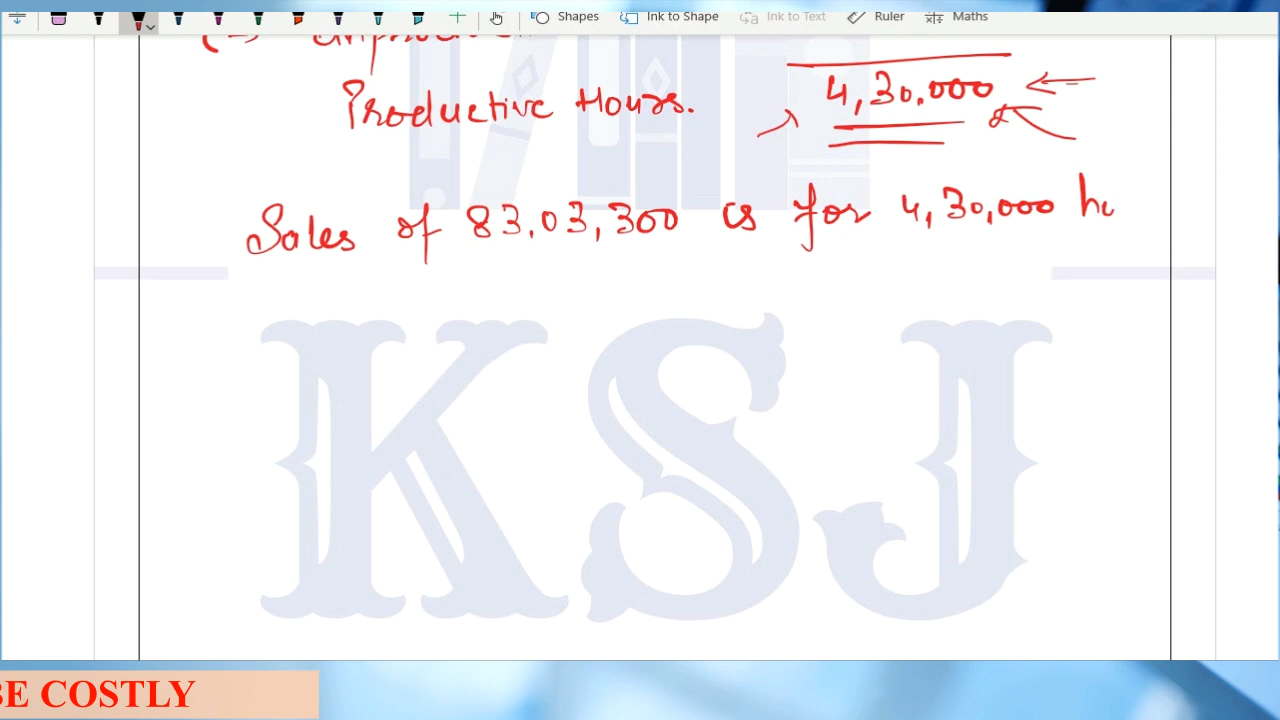 Shapes Ink to Shape Ink to Text Ruler Maths
4,30,000
Productive Hours.
Sales of 83,03,300 is for 4,30,000 ho
KSJ
BE COSTLY